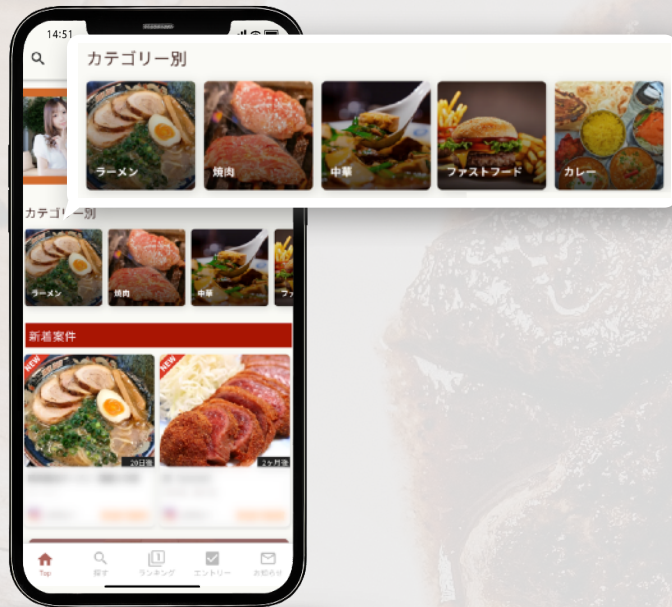 14:51
カテゴリー別
ラーメン
焼肉
中華
ファストフード
カレー
カテゴリー別
ラーメン
焼肉
中華
ファ
新着案件
NEW
NEW
20日後
2ヶ月後
Top
探す
ランキング
エントリー
お知らせ